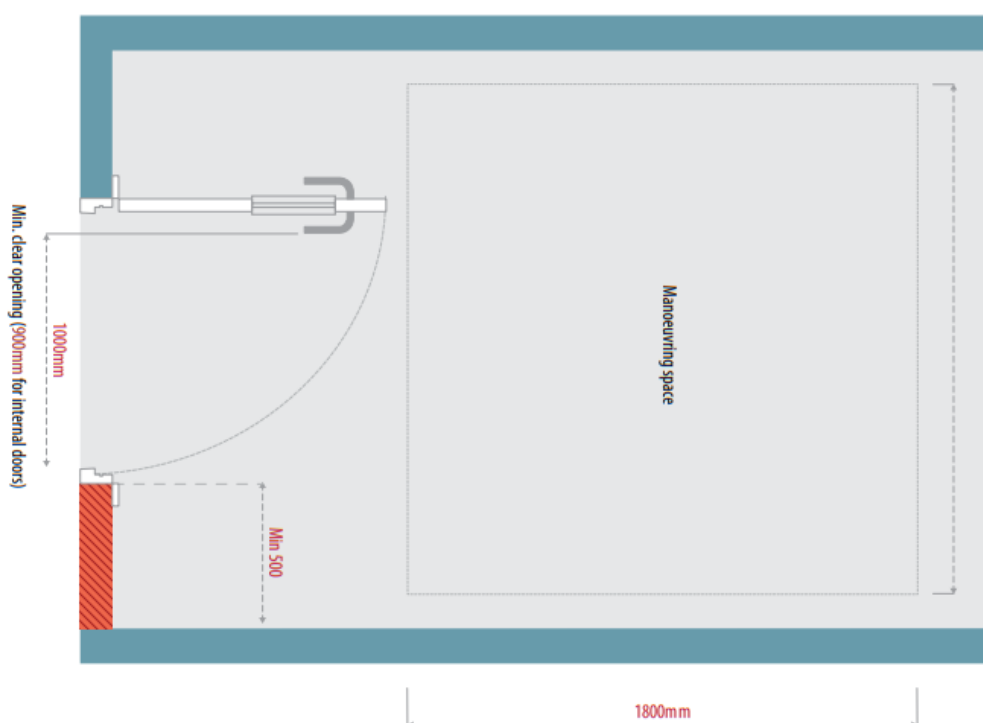 Min. clear opening (900mm for internal doors)
1000mm
Min 500
Manoeuvring space
1800mm